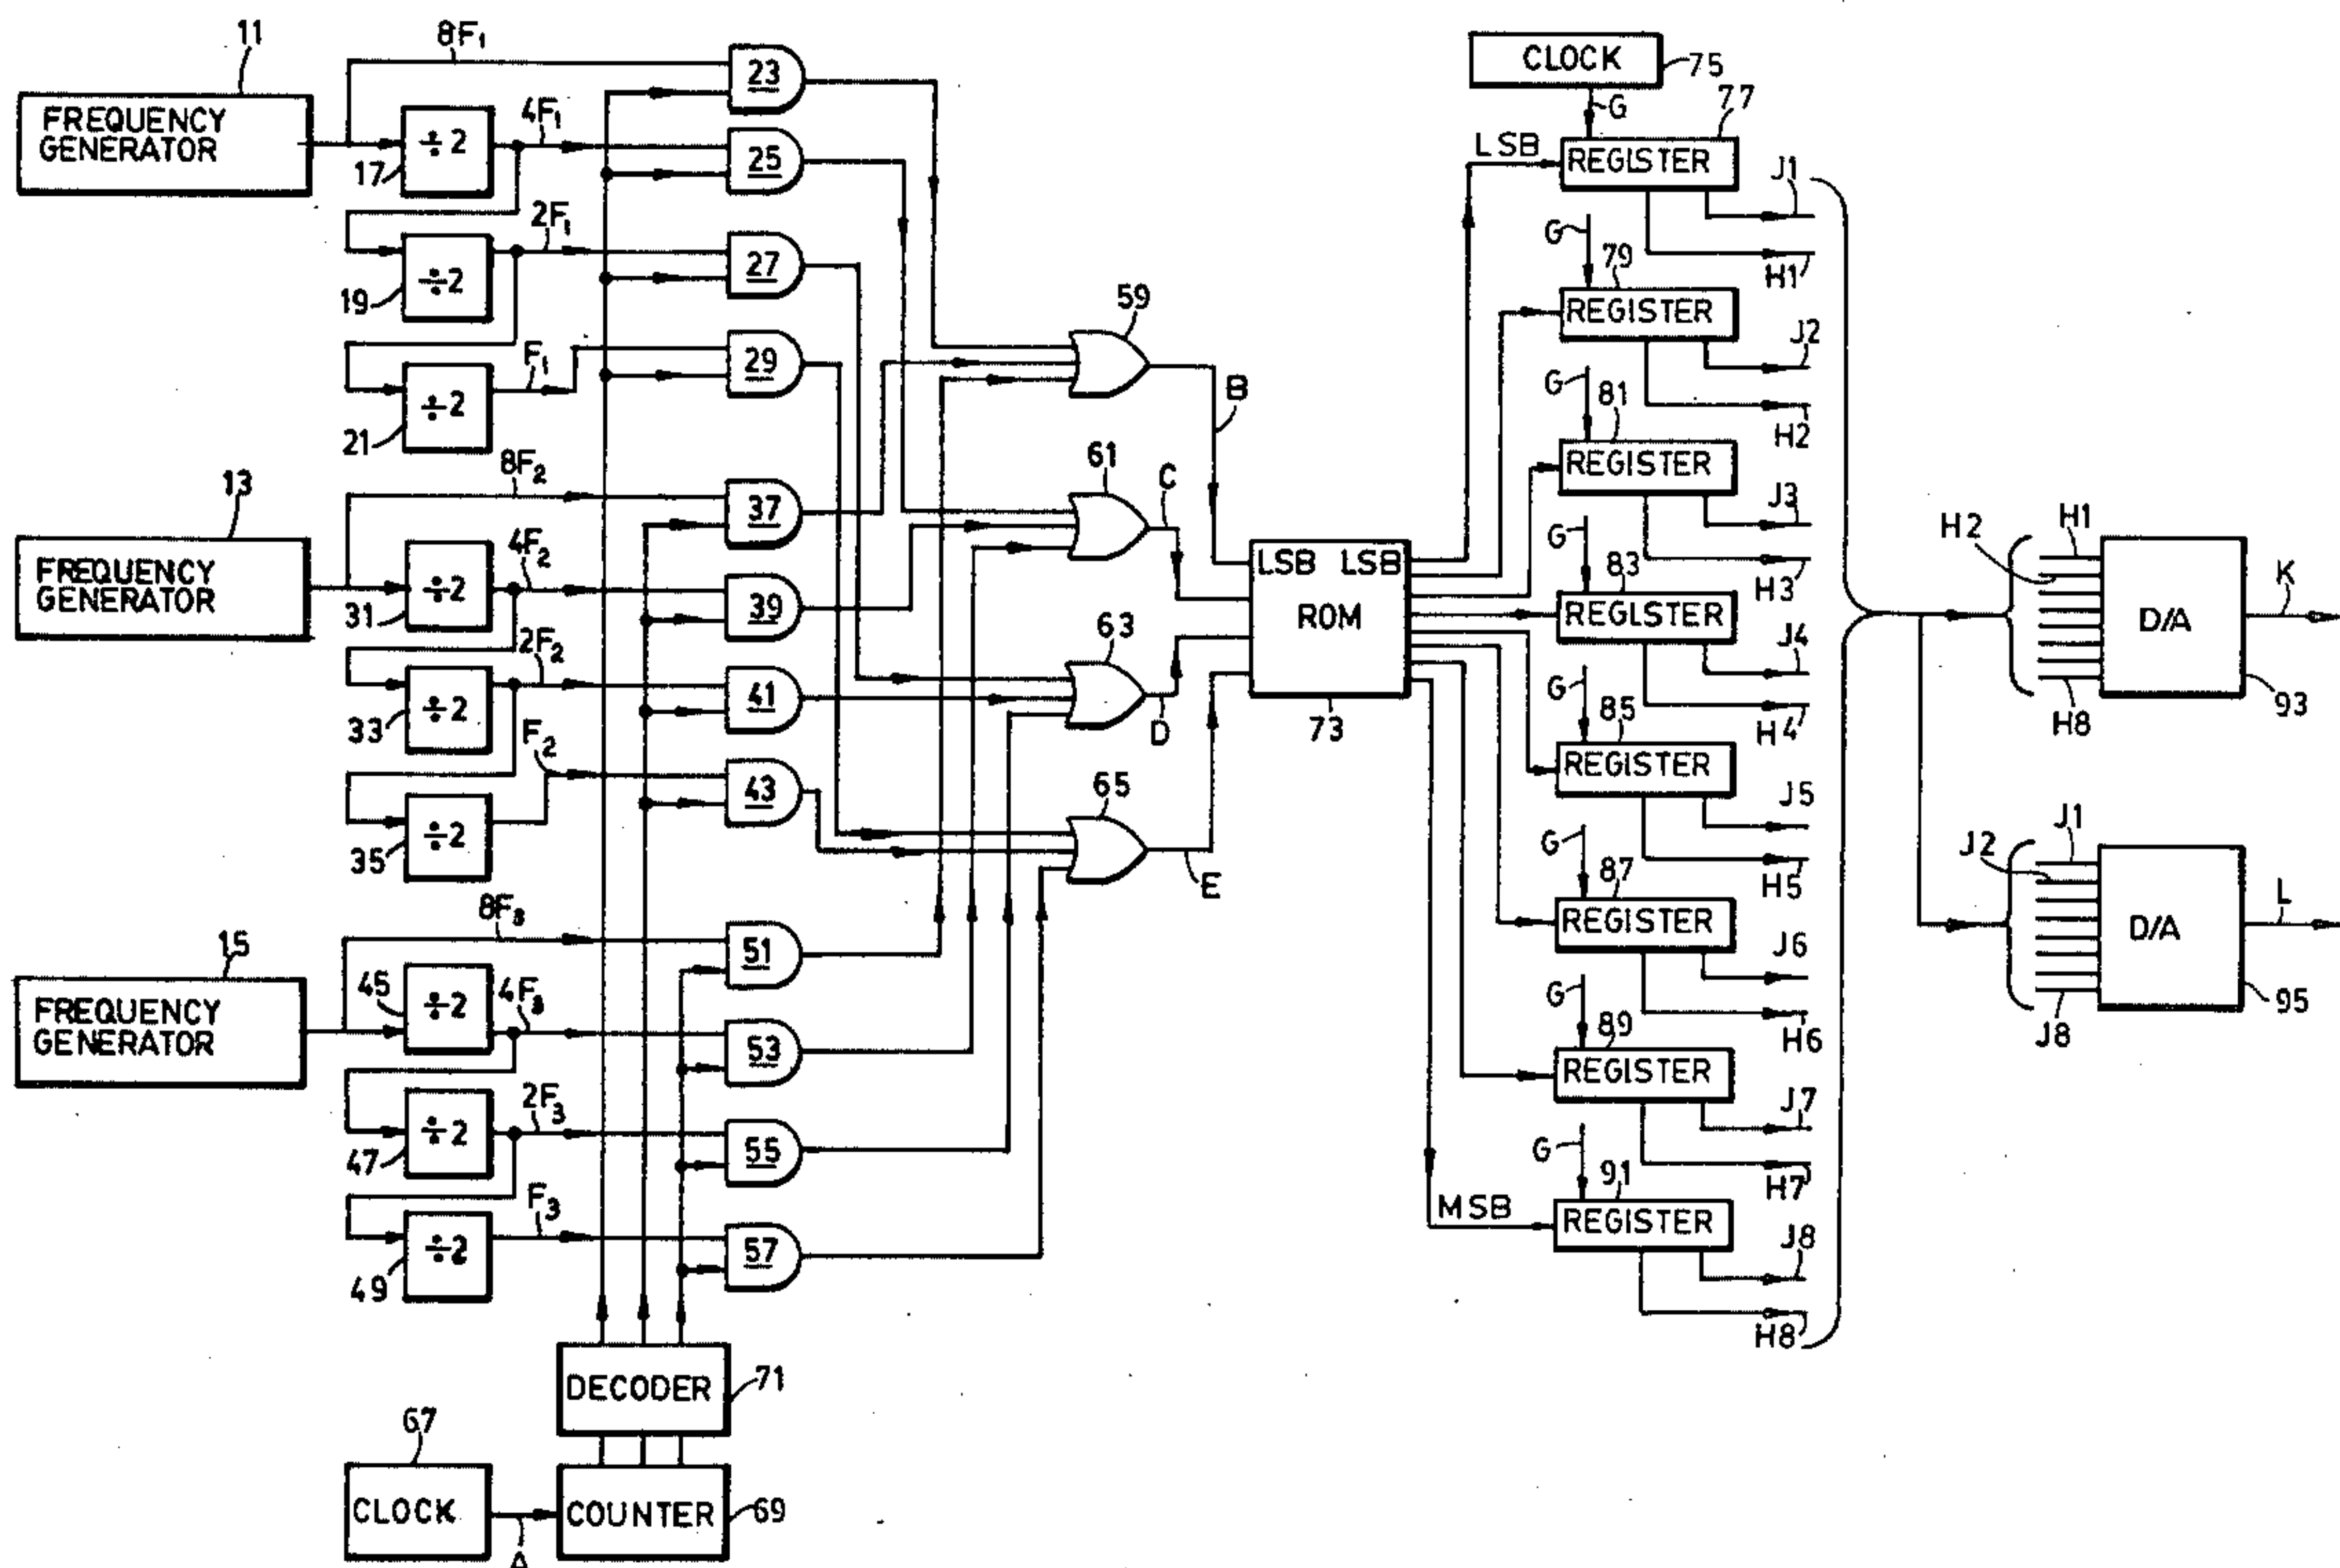 11
FREQUENCY
GENERATOR
8F₁
÷2
17
4F₁
÷2
19
2F₁
÷2
21
F₁
23
25
27
29
13
FREQUENCY
GENERATOR
8F₂
÷2
31
4F₂
÷2
33
2F₂
÷2
35
F₂
37
39
41
43
15
FREQUENCY
GENERATOR
8F₃
÷2
45
4F₃
÷2
47
2F₃
÷2
49
F₃
51
53
55
57
DECODER
71
67
CLOCK
A
COUNTER
69
59
B
61
C
63
D
65
E
LSB LSB
ROM
73
CLOCK
75
G
77
LSB
REGISTER
J1
H1
G
79
REGISTER
J2
H2
G
81
REGISTER
J3
H3
G
83
REGISTER
J4
H4
G
85
REGISTER
J5
H5
G
87
REGISTER
J6
H6
G
89
REGISTER
J7
H7
G
91
MSB
REGISTER
J8
H8
H2
H1
H8
D/A
K
93
J2
J1
J8
D/A
L
95